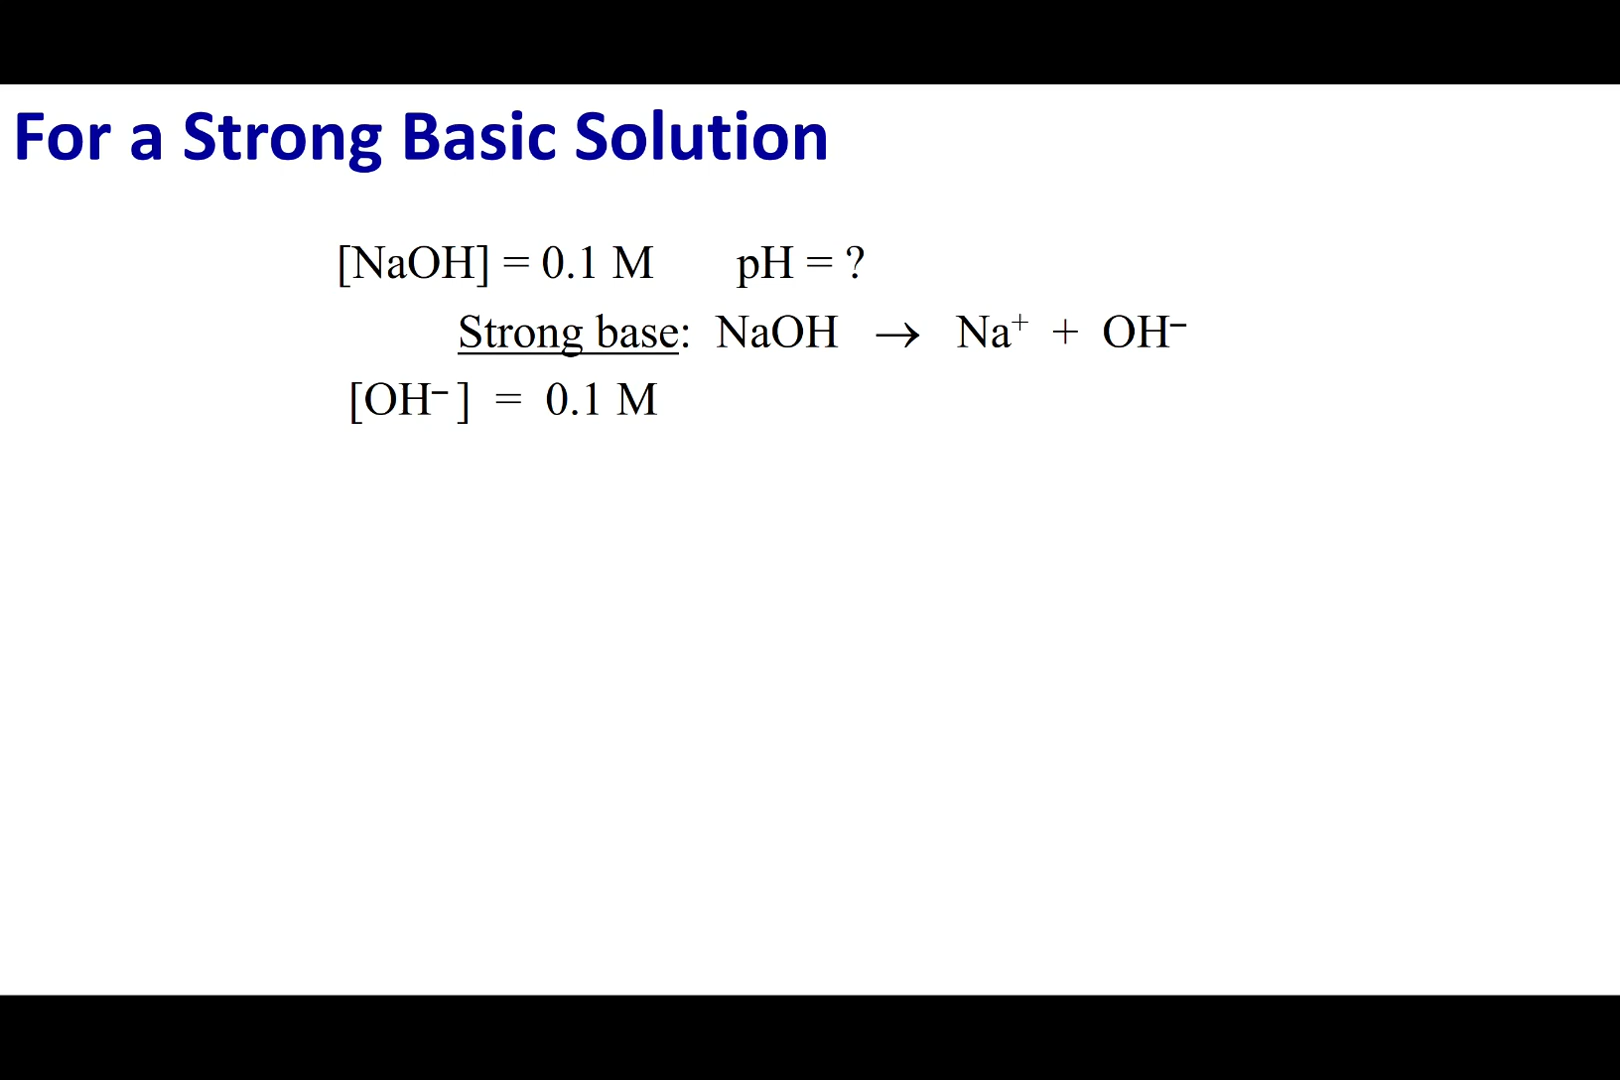 For a Strong Basic Solution
[NaOH] = 0.1 M pH = ?
Strong base: NaOH → Na⁺ + OH⁻
[OH⁻ ] = 0.1 M